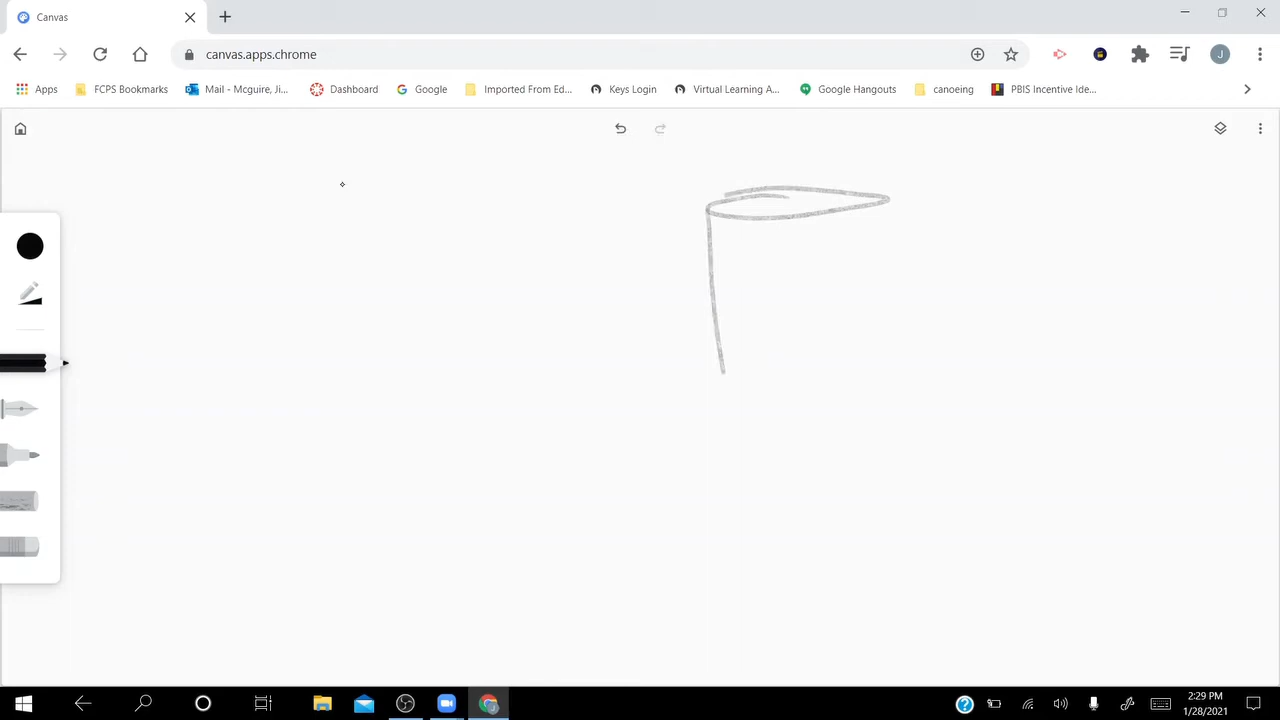 Canvas
canvas.apps.chrome
J
Apps
FCPS Bookmarks
Mail - Mcguire, Ji...
Dashboard
Google
Imported From Ed...
Keys Login
Virtual Learning A...
Google Hangouts
canoeing
PBIS Incentive Ide...
2:29 PM
1/28/2021